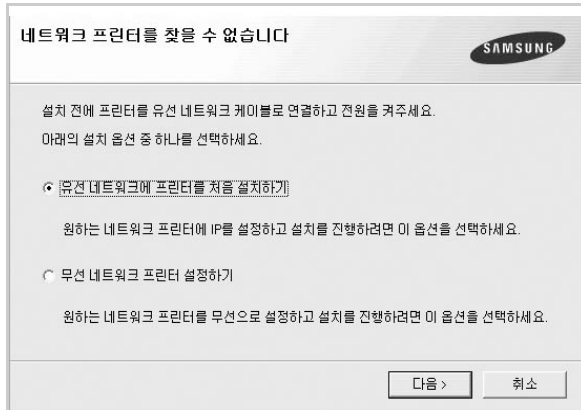 네트워크 프린터를 찾을 수 없습니다
SAMSUNG
설치 전에 프린터를 유선 네트워크 케이블로 연결하고 전원을 켜주세요.
아래의 설치 옵션 중 하나를 선택하세요.
유선 네트워크에 프린터를 처음 설치하기
원하는 네트워크 프린터에 IP를 설정하고 설치를 진행하려면 이 옵션을 선택하세요.
무선 네트워크 프린터 설정하기
원하는 네트워크 프린터를 무선으로 설정하고 설치를 진행하려면 이 옵션을 선택하세요.
다음 >
취소